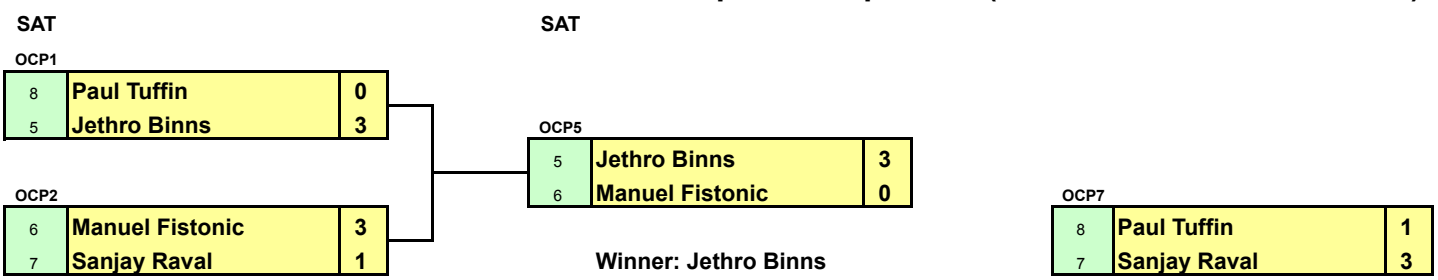 SAT SAT
OCP1
8 Paul Tuffin 0
5 Jethro Binns 3
OCP5
5 Jethro Binns 3
6 Manuel Fistonic 0
OCP2
6 Manuel Fistonic 3
7 Sanjay Raval 1
Winner: Jethro Binns
OCP7
8 Paul Tuffin 1
7 Sanjay Raval 3